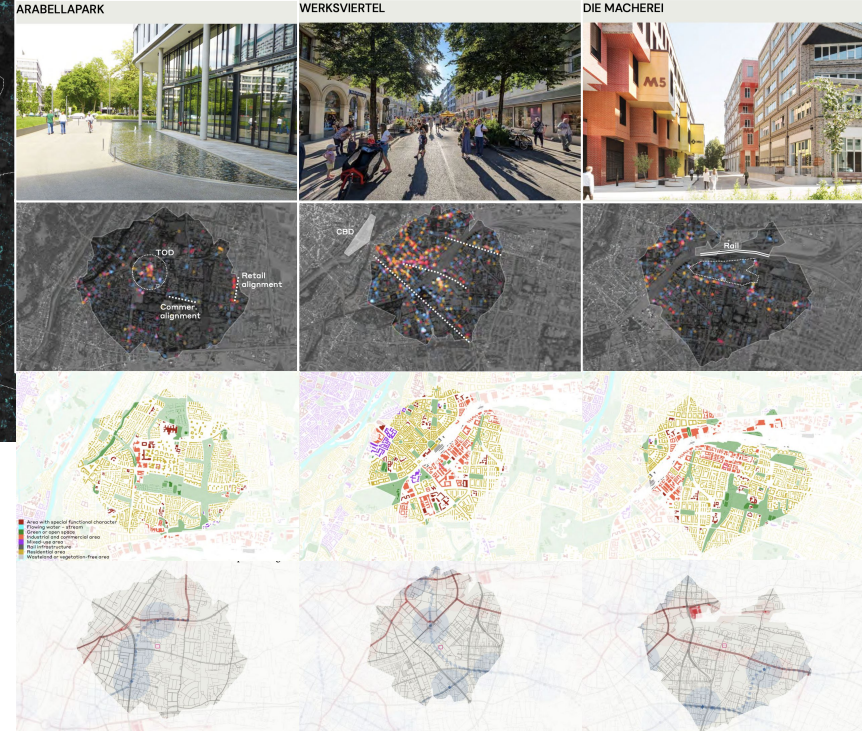 ARABELLAPARK
WERKSVIERTEL
DIE MACHEREI
M5
TOD
Retail
alignment
Commer.
alignment
CBD
Rail
Area with special functional character
Flowing water - stream
Green or open space
Industrial and commercial area
Mixed-use area
Rail infrastructure
Residential area
Wasteland or vegetation-free area